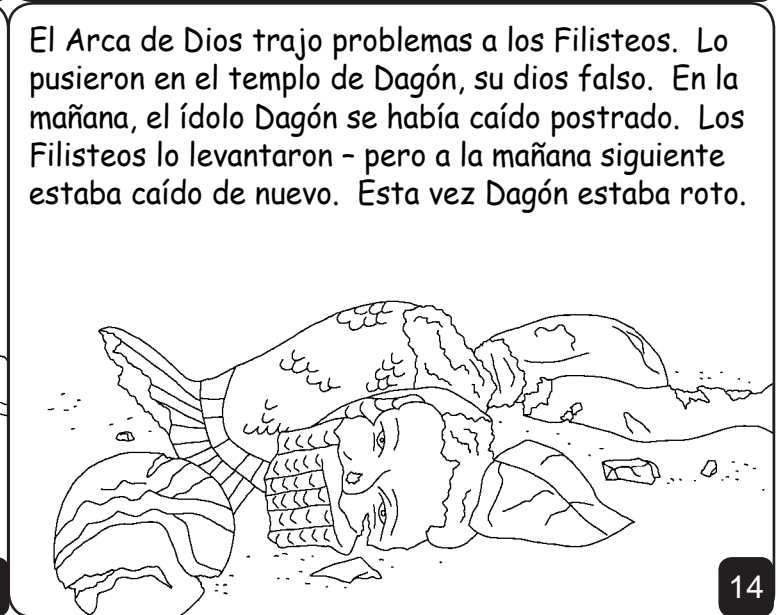 El Arca de Dios trajo problemas a los Filisteos. Lo
pusieron en el templo de Dagón, su dios falso. En la
mañana, el ídolo Dagón se había caído postrado. Los
Filisteos lo levantaron - pero a la mañana siguiente
estaba caído de nuevo. Esta vez Dagón estaba roto.
14